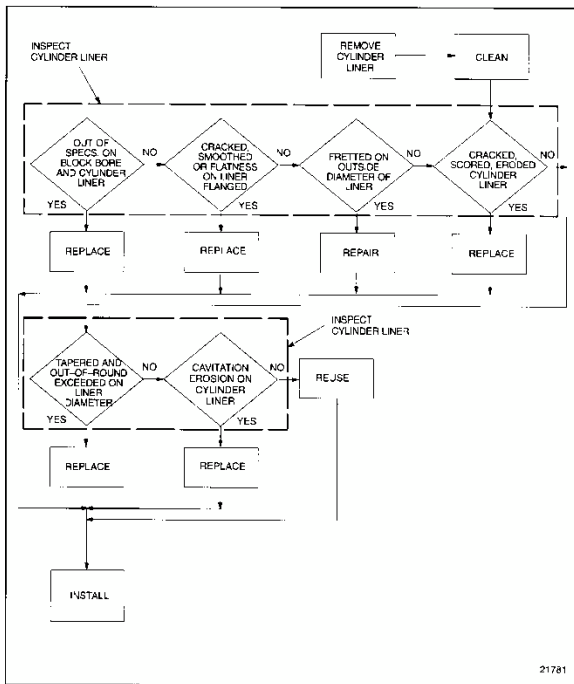 INSPECT
CYLINDER LINER
REMOVE
CYLINDER
LINER
CLEAN
OUT OF
SPECS. ON
BLOCK BORE
AND CYLINDER
LINER
NO
YES
CRACKED,
SMOOTHED
OR FLATNESS
ON LINER
FLANGED
NO
YES
FRETTED ON
OUTSIDE
DIAMETER OF
LINER
NO
YES
CRACKED,
SCORED, ERODED
CYLINDER
LINER
NO
YES
REPLACE
REPLACE
REPAIR
REPLACE
INSPECT
CYLINDER LINER
TAPERED AND
OUT-OF-ROUND
EXCEEDED ON
LINER
DIAMETER
NO
YES
CAVITATION
EROSION ON
CYLINDER
LINER
NO
YES
REUSE
REPLACE
REPLACE
INSTALL
21781